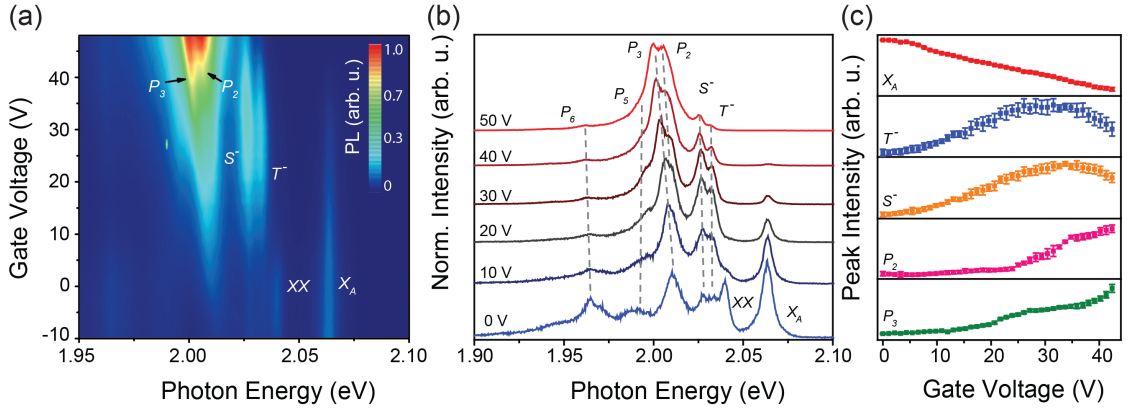 (a)
Gate Voltage (V)
40
30
20
10
0
-10
1.95
2.00
2.05
2.10
Photon Energy (eV)
P3
P2
S-
T-
XX
XA
PL (arb. u.)
1.0
0.7
0.3
0
(b)
Norm. Intensity (arb. u.)
P3
P2
P5
P6
S-
T-
50 V
40 V
30 V
20 V
10 V
0 V
XX
XA
1.90
1.95
2.00
2.05
2.10
Photon Energy (eV)
(c)
Peak Intensity (arb. u.)
XA
T-
S-
P2
P3
0
10
20
30
40
Gate Voltage (V)